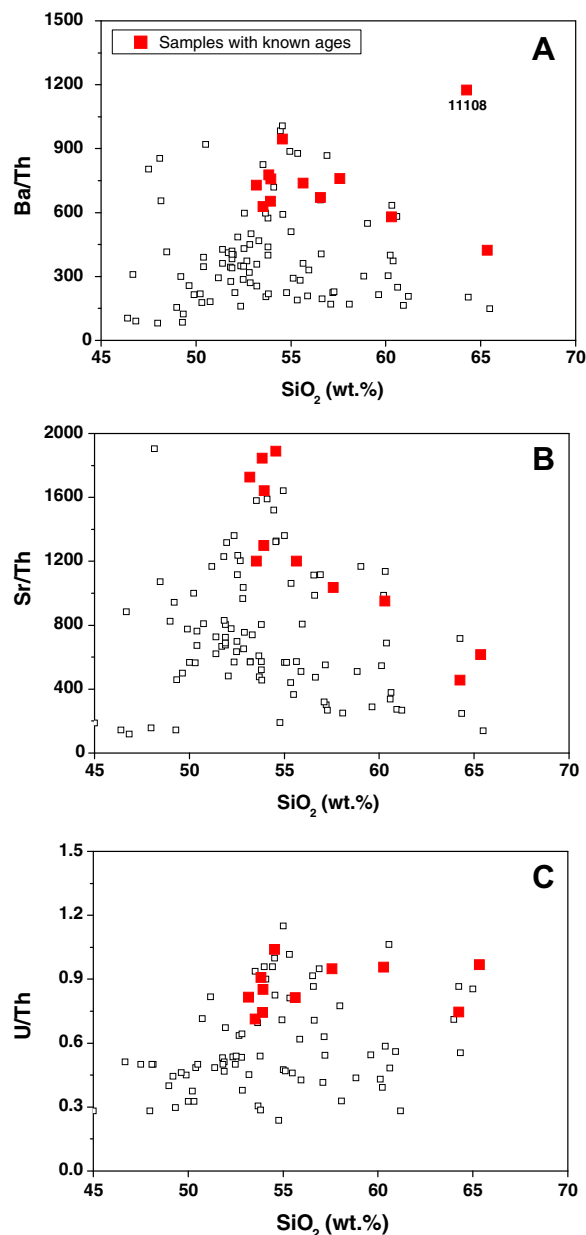 1500
Samples with known ages
A
1200
11108
900
Ba/Th
600
300
0
45 50 55 60 65 70
SiO₂ (wt.%)
2000
B
1600
1200
Sr/Th
800
400
0
45 50 55 60 65 70
SiO₂ (wt.%)
1.5
C
1.2
0.9
U/Th
0.6
0.3
0.0
45 50 55 60 65 70
SiO₂ (wt.%)